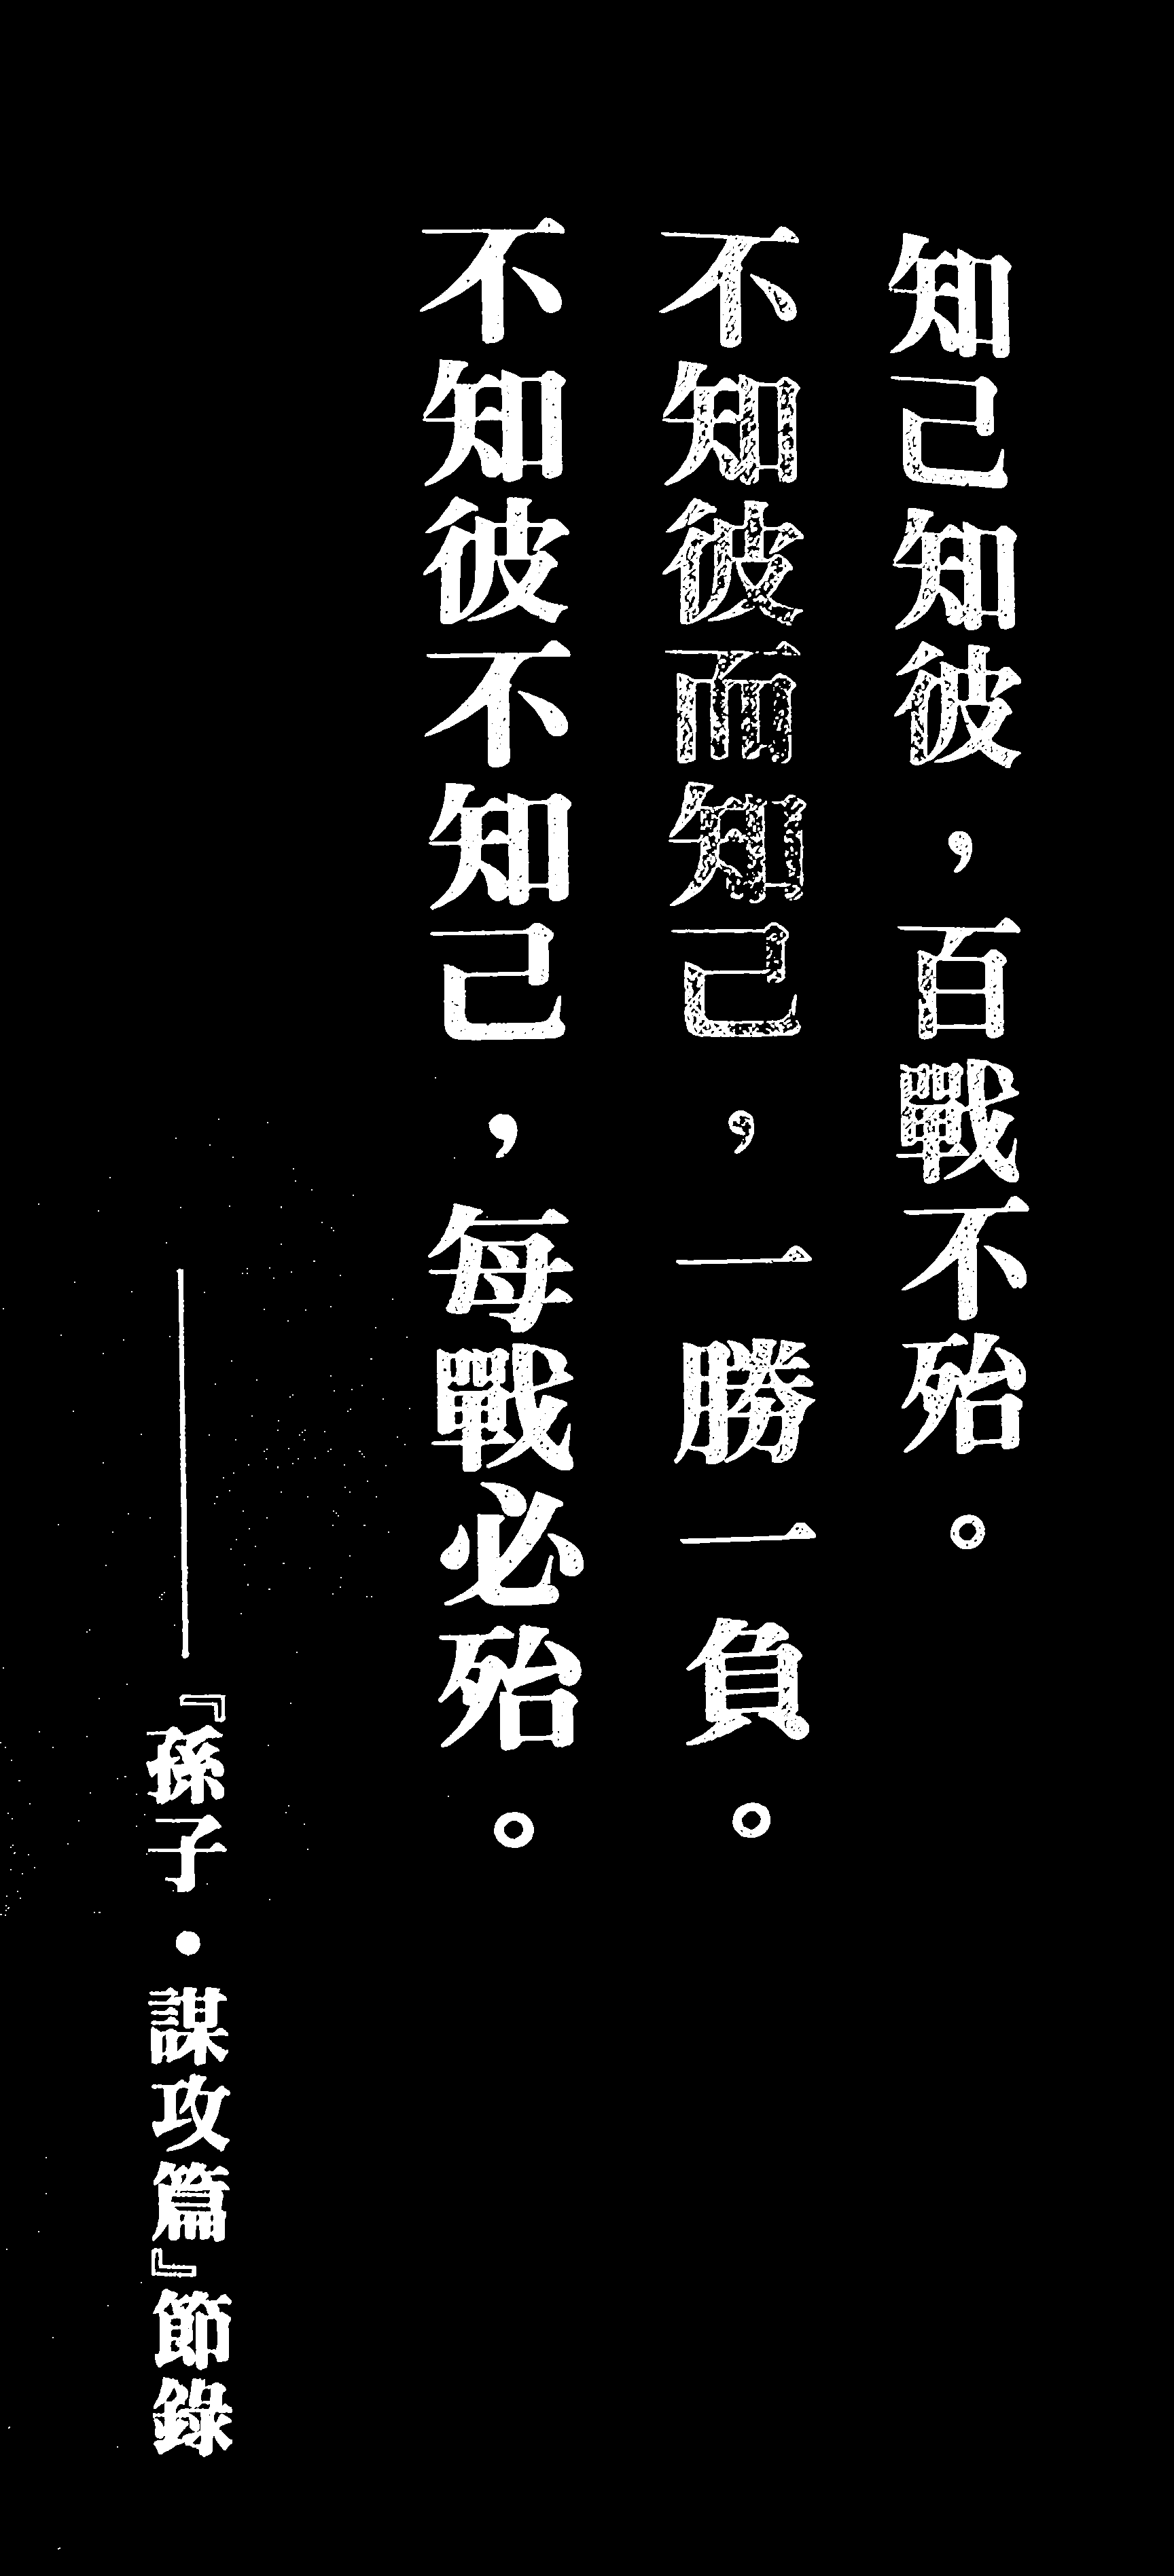 知己知彼，百戰不殆。
不知彼而知己，一勝一負。
不知彼不知己，每戰必殆。
——『孫子·謀攻篇』節錄